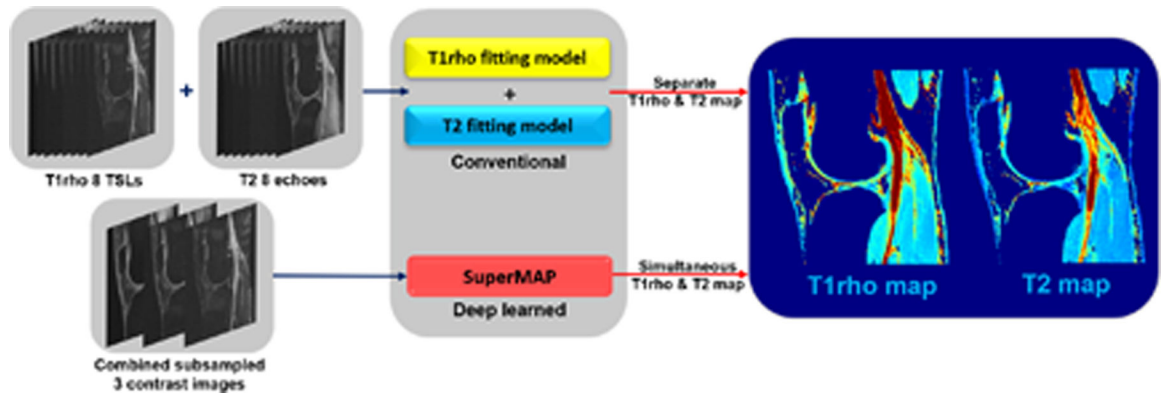 T1rho 8 TSLs
+
T2 8 echoes
T1rho fitting model
+
T2 fitting model
Conventional
Separate
T1rho & T2 map
Combined subsampled
3 contrast images
SuperMAP
Deep learned
Simultaneous
T1rho & T2 map
T1rho map
T2 map